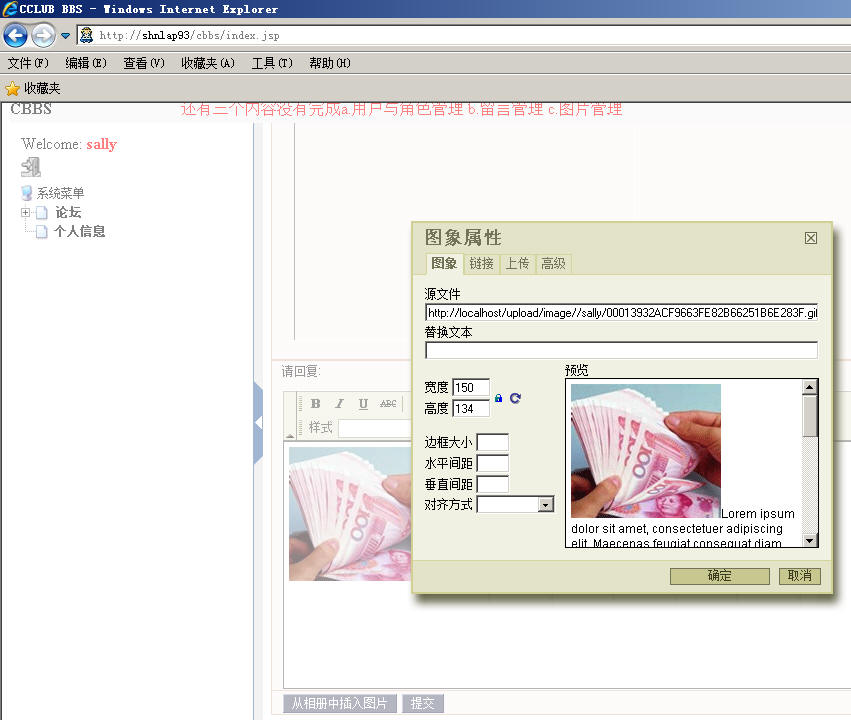 CCLUB BBS - Windows Internet Explorer
http://shnlap93/cbbs/index.jsp
文件(F) 编辑(E) 查看(V) 收藏夹(A) 工具(T) 帮助(H)
收藏夹
CBBS
还有三个内容没有完成a.用户与角色管理 b.留言管理 c.图片管理
Welcome: sally
系统菜单
论坛
个人信息
请回复:
B I U ABC
样式
从相册中插入图片 提交
图象属性
图象 链接 上传 高级
源文件
http://localhost/upload/image//sally/00013932ACF9663FE82B66251B6E283F.gif
替换文本
宽度 150
高度 134
边框大小
水平间距
垂直间距
对齐方式
预览
Lorem ipsum
dolor sit amet, consectetuer adipiscing
elit. Maecenas feugiat consequat diam.
确定 取消